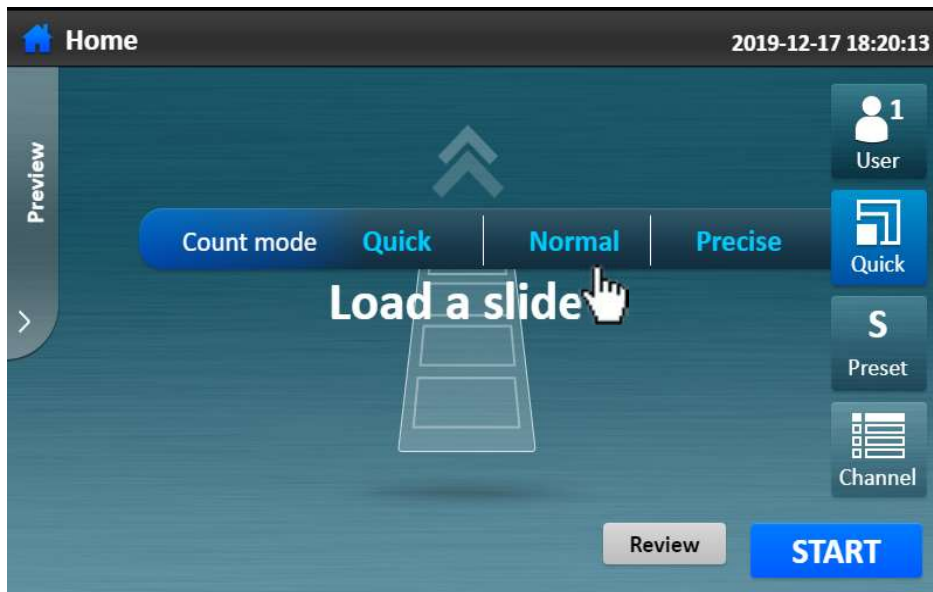 Home
2019-12-17 18:20:13
Preview
1
User
Count mode Quick Normal Precise
Quick
Load a slide
S
Preset
Channel
Review
START